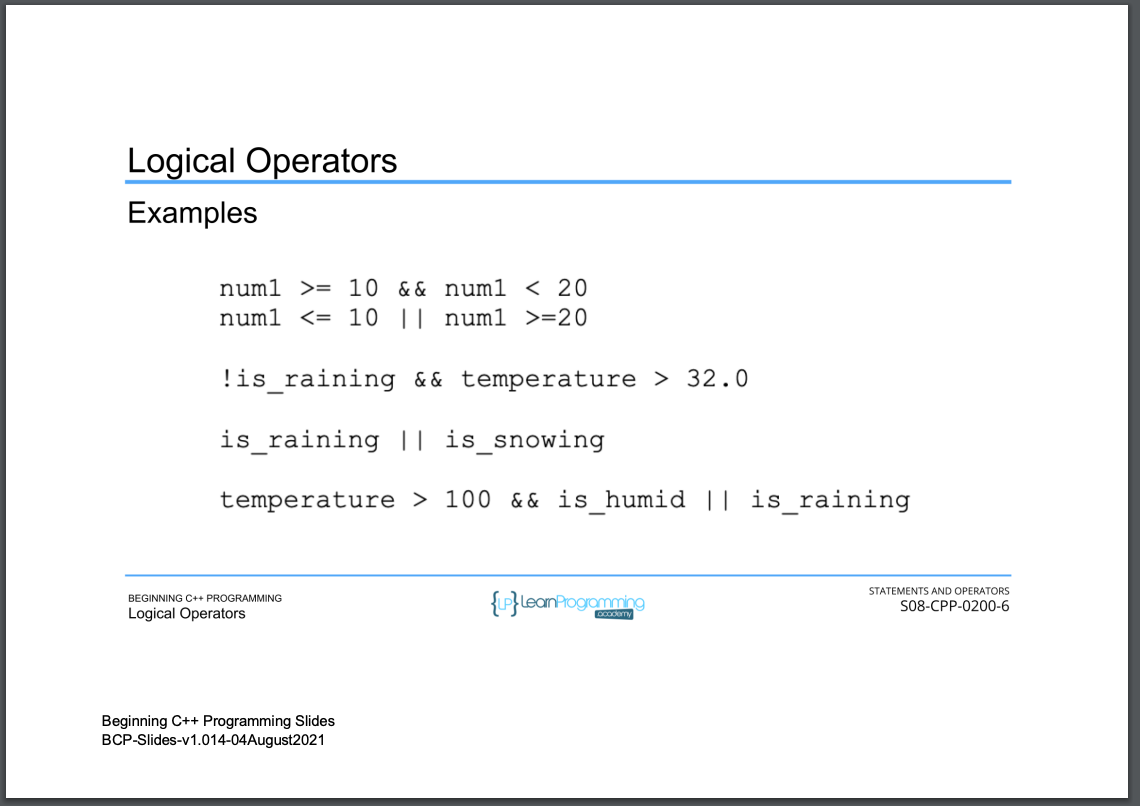 Logical Operators
Examples
num1 >= 10 && num1 < 20
num1 <= 10 || num1 >=20
!is_raining && temperature > 32.0
is_raining || is_snowing
temperature > 100 && is_humid || is_raining
BEGINNING C++ PROGRAMMING
Logical Operators
{LP} LearnProgramming
academy
STATEMENTS AND OPERATORS
S08-CPP-0200-6
Beginning C++ Programming Slides
BCP-Slides-v1.014-04August2021